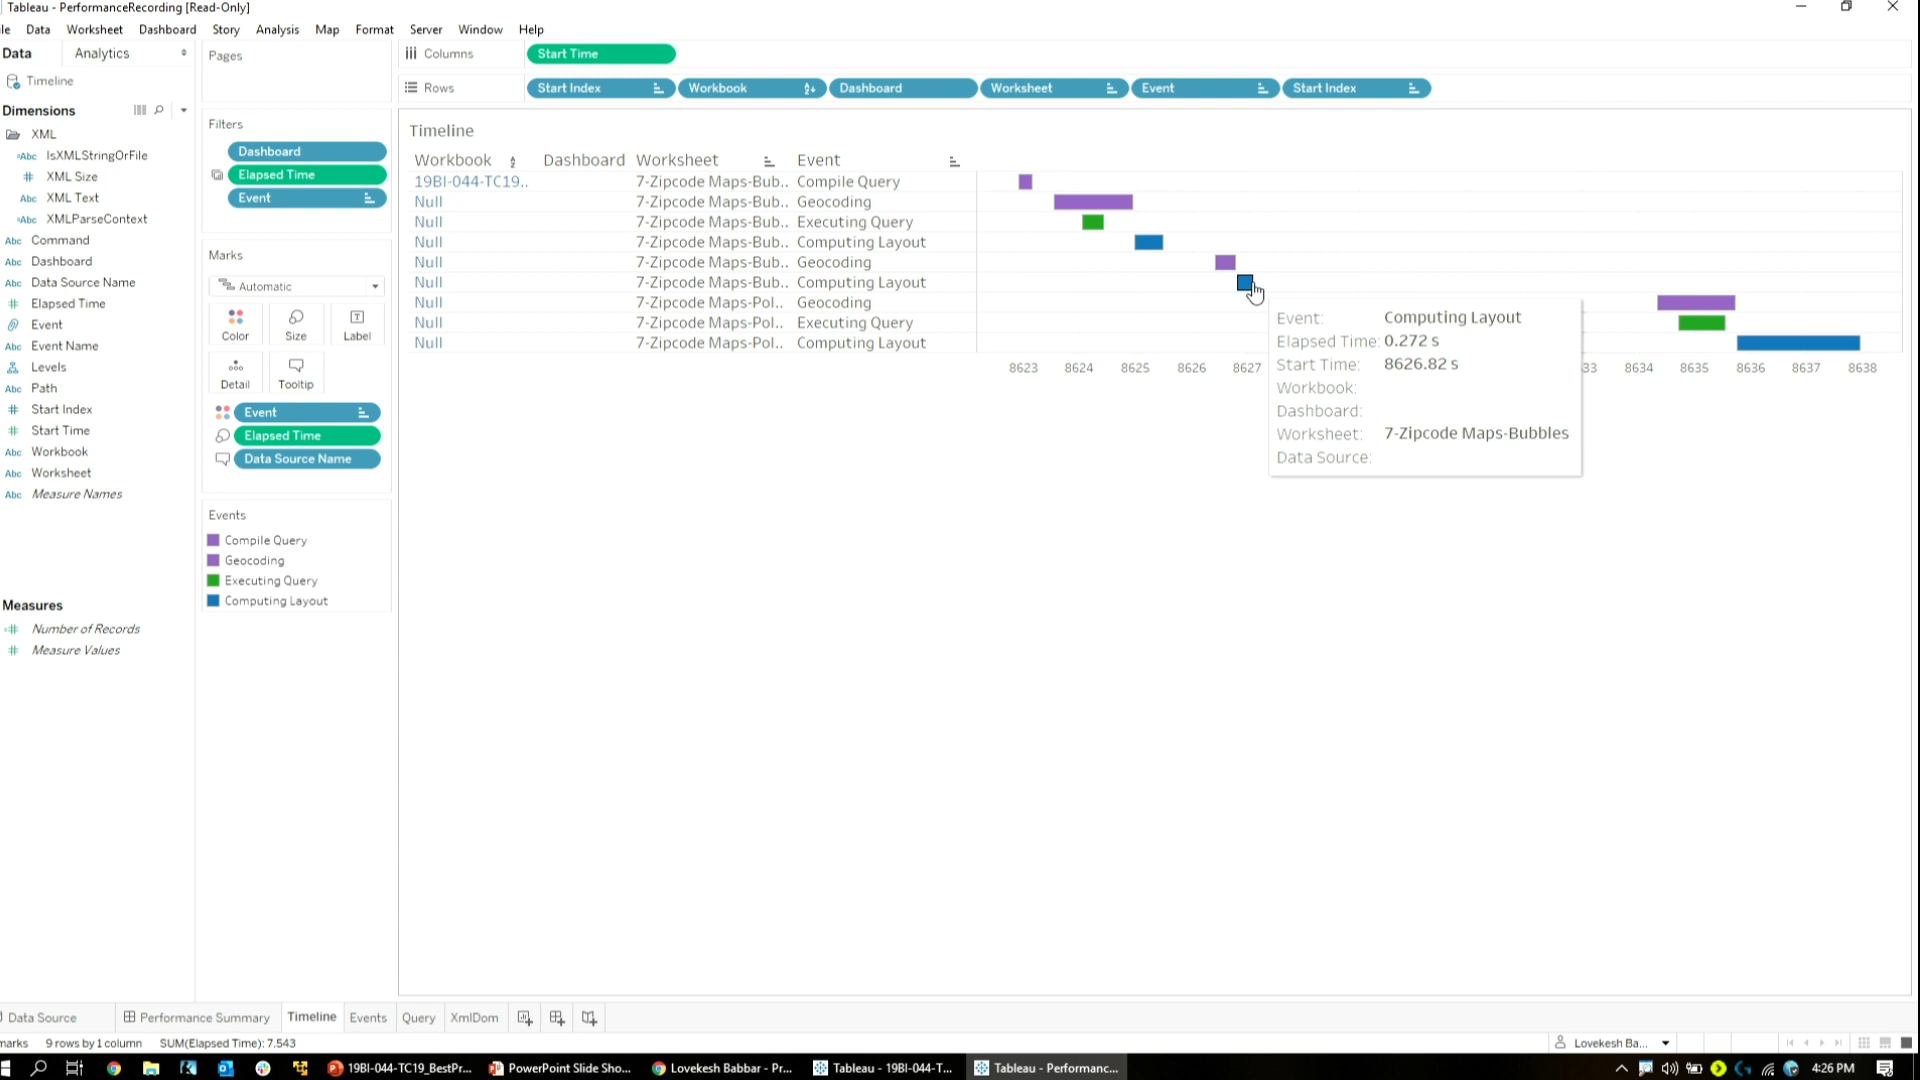 Tableau - PerformanceRecording [Read-Only]
le Data Worksheet Dashboard Story Analysis Map Format Server Window Help
Data Analytics
Timeline
Dimensions
XML
IsXMLStringOrFile
XML Size
XML Text
XMLParseContext
Command
Dashboard
Data Source Name
Elapsed Time
Event
Event Name
Levels
Path
Start Index
Start Time
Workbook
Worksheet
Measure Names
Measures
Number of Records
Measure Values
Pages
Filters
Dashboard
Elapsed Time
Event
Marks
Automatic
Color Size Label
Detail Tooltip
Event
Elapsed Time
Data Source Name
Events
Compile Query
Geocoding
Executing Query
Computing Layout
Columns Start Time
Rows Start Index Workbook Dashboard Worksheet Event Start Index
Timeline
Workbook Dashboard Worksheet Event
19BI-044-TC19.. 7-Zipcode Maps-Bub.. Compile Query
Null 7-Zipcode Maps-Bub.. Geocoding
Null 7-Zipcode Maps-Bub.. Executing Query
Null 7-Zipcode Maps-Bub.. Computing Layout
Null 7-Zipcode Maps-Bub.. Geocoding
Null 7-Zipcode Maps-Bub.. Computing Layout
Null 7-Zipcode Maps-Pol.. Geocoding
Null 7-Zipcode Maps-Pol.. Executing Query
Null 7-Zipcode Maps-Pol.. Computing Layout
8623 8624 8625 8626 8627 33 8634 8635 8636 8637 8638
Event: Computing Layout
Elapsed Time: 0.272 s
Start Time: 8626.82 s
Workbook:
Dashboard:
Worksheet: 7-Zipcode Maps-Bubbles
Data Source:
Data Source Performance Summary Timeline Events Query XmlDom
marks 9 rows by 1 column SUM(Elapsed Time): 7.543 Lovekesh Ba...
19BI-044-TC19_BestPr... PowerPoint Slide Sho... Lovekesh Babbar - Pr... Tableau - 19BI-044-T... Tableau - Performanc... 4:26 PM